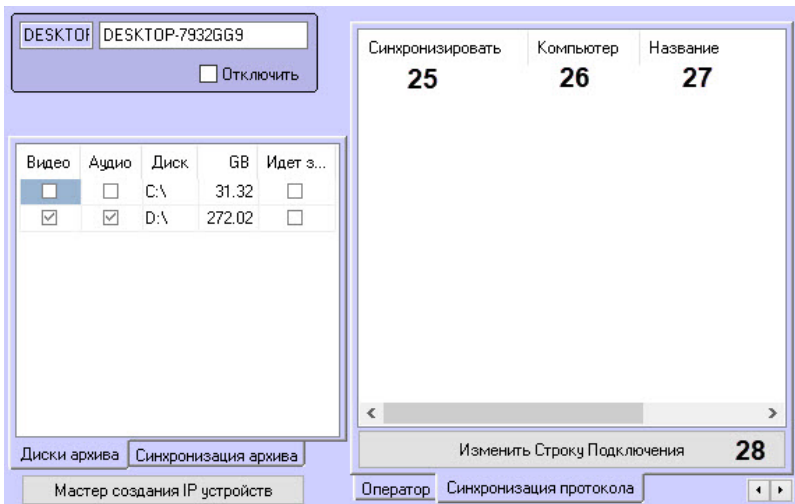 DESKTOF DESKTOP-7932GG9
Отключить
Видео Аудио Диск GB Идет з...
C:\ 31.32
D:\ 272.02
Диски архива Синхронизация архива
Мастер создания IP устройств
Синхронизировать Компьютер Название
25 26 27
Изменить Строку Подключения 28
Оператор Синхронизация протокола